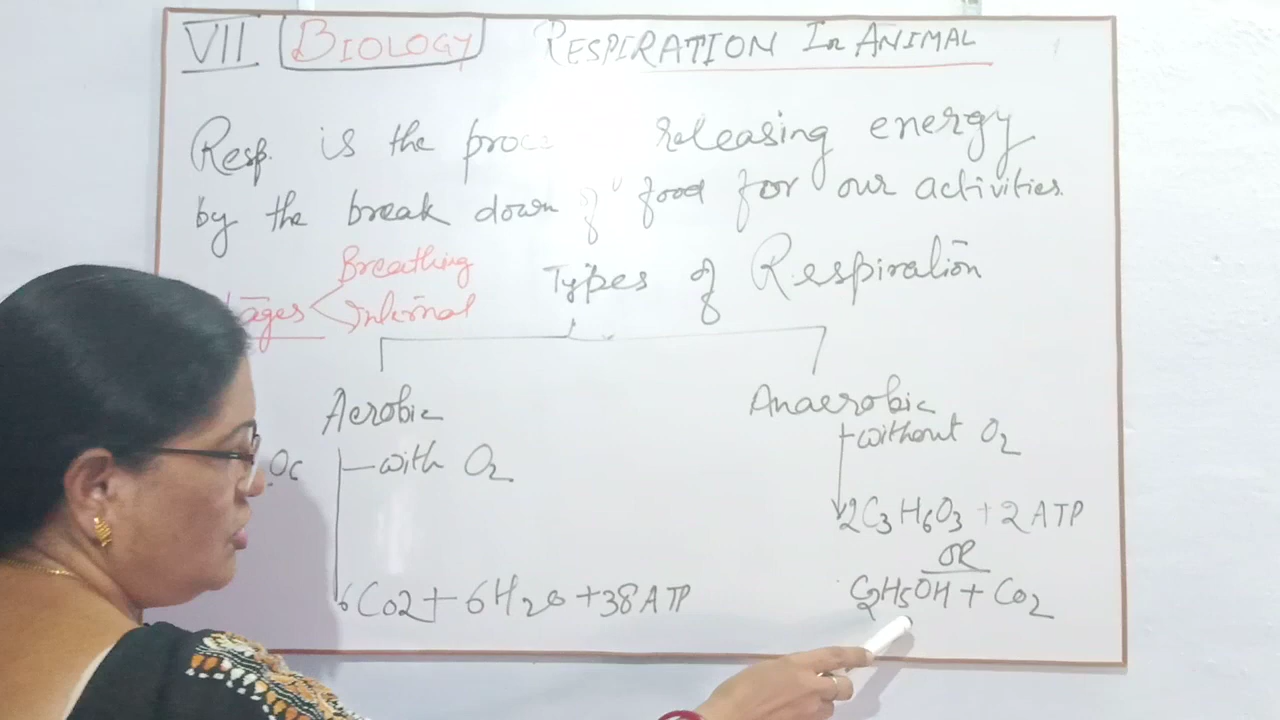 VII BIOLOGY RESPIRATION In ANIMAL
Resp. is the proc releasing energy
by the break down of food for our activities.
Breathing
Internal
ages
Types of Respiration
Aerobic
Anaerobic
with O2
without O2
2C3H6O3 + 2ATP
OR
C2H5OH + CO2
6CO2 + 6H2O + 38ATP